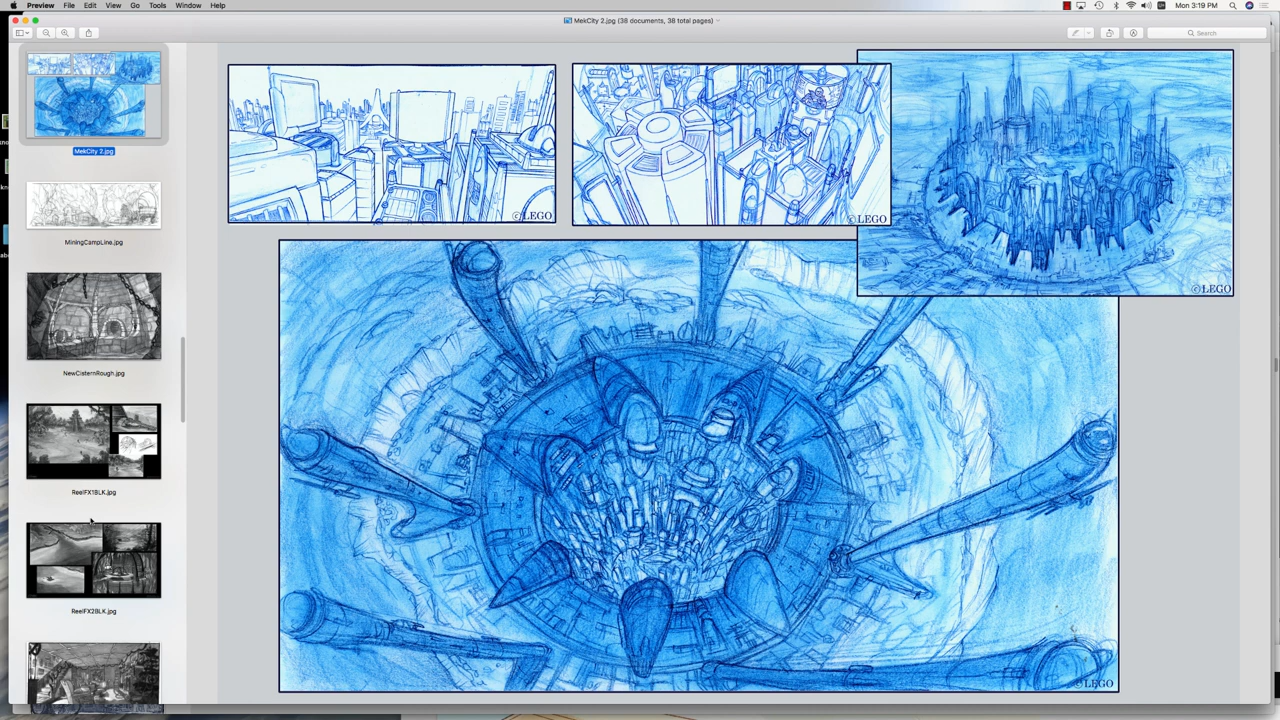 Preview File Edit View Go Tools Window Help
Mon 3:19 PM
MekCity 2.jpg (38 documents, 38 total pages)
Search
MekCity 2.jpg
MiningCampLine.jpg
NewCisternRough.jpg
ReelFX1BLK.jpg
ReelFX2BLK.jpg
©LEGO
©LEGO
©LEGO
©LEGO